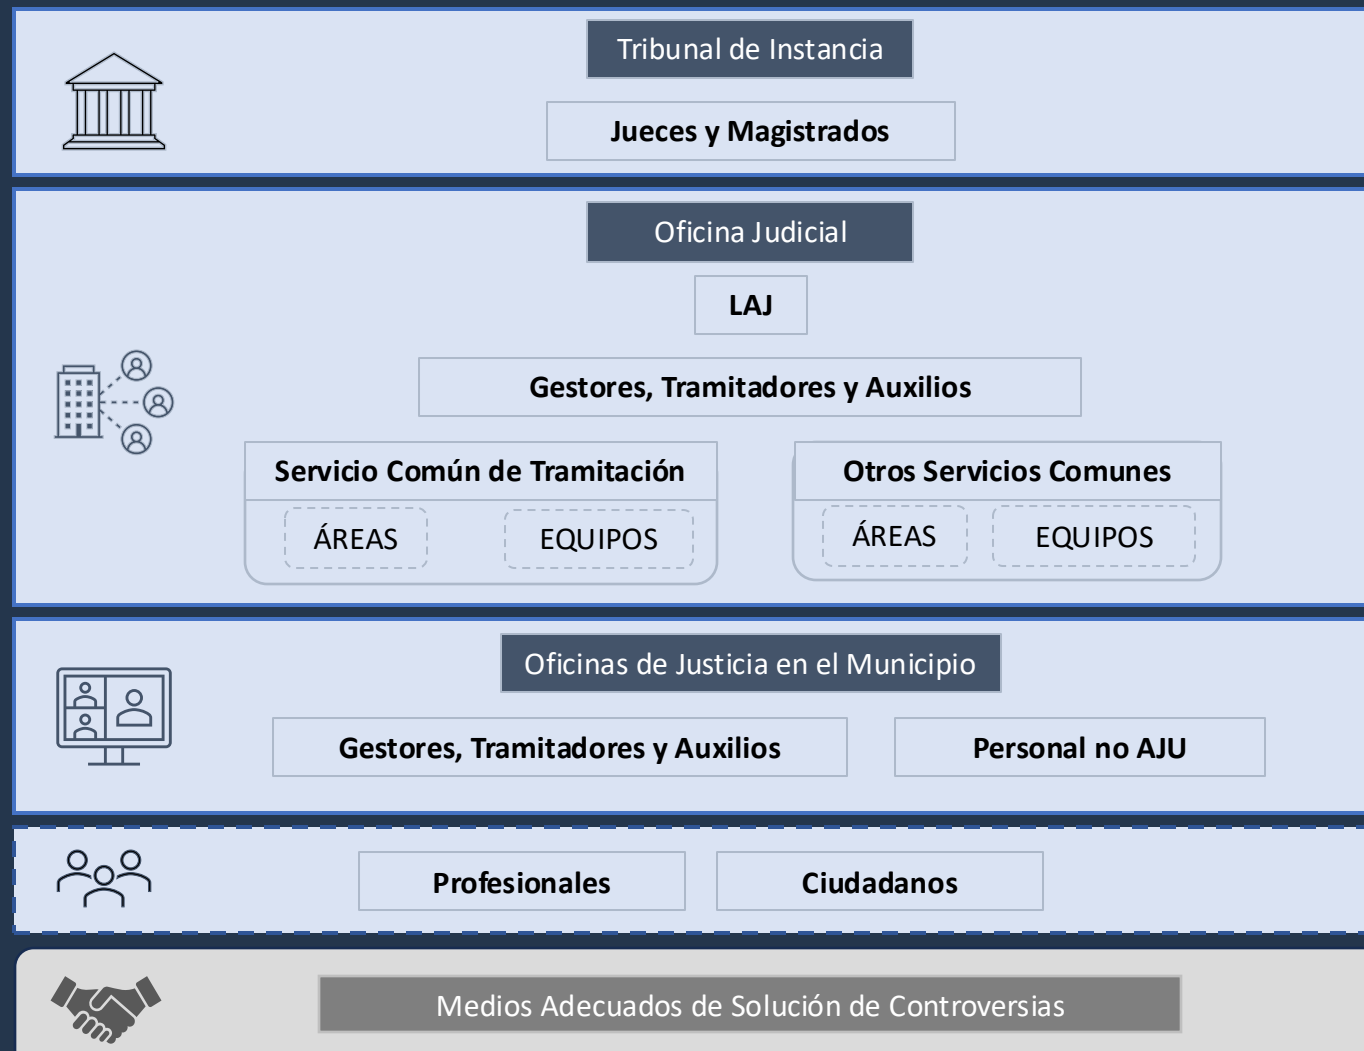 Tribunal de Instancia
Jueces y Magistrados
Oficina Judicial
LAJ
Gestores, Tramitadores y Auxilios
Servicio Común de Tramitación
ÁREAS
EQUIPOS
Otros Servicios Comunes
ÁREAS
EQUIPOS
Oficinas de Justicia en el Municipio
Gestores, Tramitadores y Auxilios
Personal no AJU
Profesionales
Ciudadanos
Medios Adecuados de Solución de Controversias